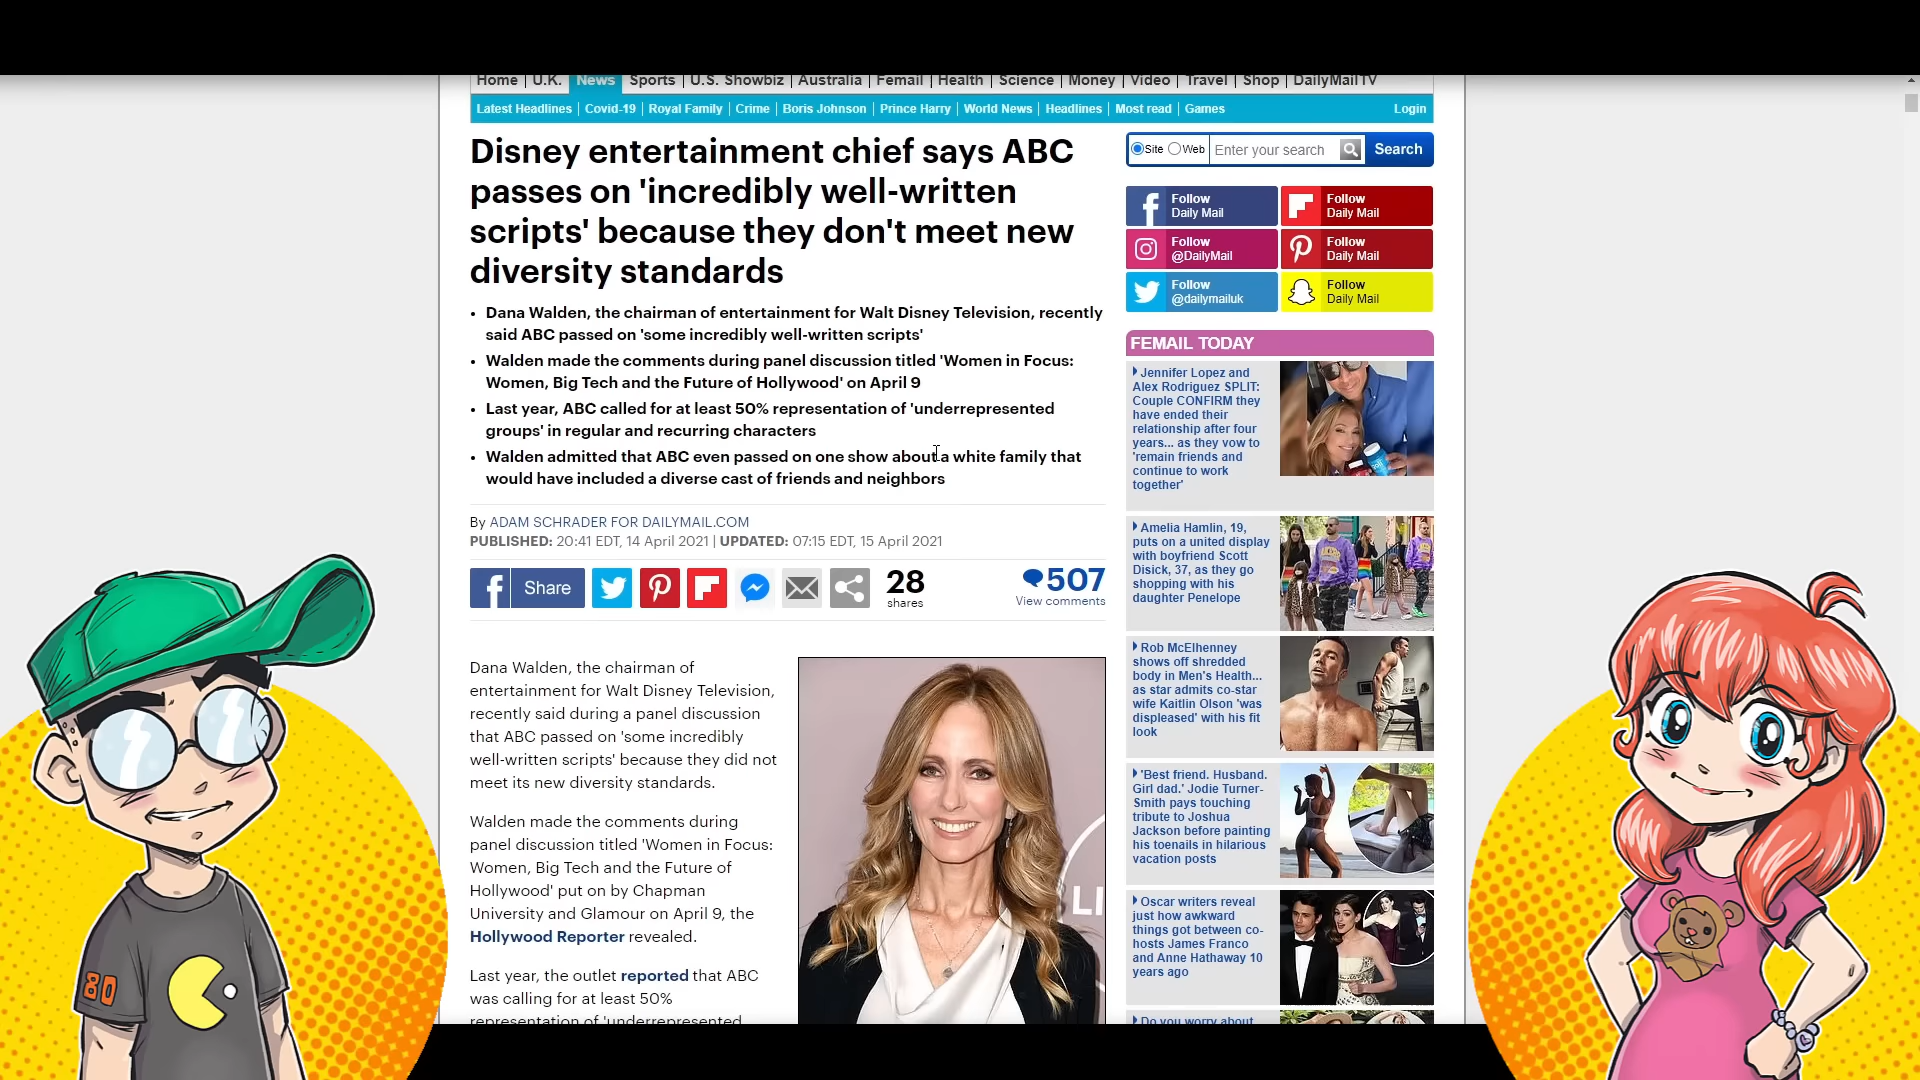 Home | U.K. News Sports | U.S. Showbiz | Australia | Femail | Health | Science | Money | Video | Travel | Shop | DailyMailTV
Latest Headlines | Covid-19 | Royal Family | Crime | Boris Johnson | Prince Harry | World News | Headlines | Most read | Games
Login
Disney entertainment chief says ABC
passes on 'incredibly well-written
scripts' because they don't meet new
diversity standards
• Dana Walden, the chairman of entertainment for Walt Disney Television, recently
said ABC passed on 'some incredibly well-written scripts'
• Walden made the comments during panel discussion titled 'Women in Focus:
Women, Big Tech and the Future of Hollywood' on April 9
• Last year, ABC called for at least 50% representation of 'underrepresented
groups' in regular and recurring characters
• Walden admitted that ABC even passed on one show about a white family that
would have included a diverse cast of friends and neighbors
By ADAM SCHRADER FOR DAILYMAIL.COM
PUBLISHED: 20:41 EDT, 14 April 2021 | UPDATED: 07:15 EDT, 15 April 2021
Share
28
shares
507
View comments
Dana Walden, the chairman of
entertainment for Walt Disney Television,
recently said during a panel discussion
that ABC passed on 'some incredibly
well-written scripts' because they did not
meet its new diversity standards.
Walden made the comments during
panel discussion titled 'Women in Focus:
Women, Big Tech and the Future of
Hollywood' put on by Chapman
University and Glamour on April 9, the
Hollywood Reporter revealed.
Last year, the outlet reported that ABC
was calling for at least 50%
representation of 'underrepresented
LI
Site Web Enter your search Search
Follow
Daily Mail
Follow
Daily Mail
Follow
@DailyMail
Follow
Daily Mail
Follow
@dailymailuk
Follow
Daily Mail
FEMAIL TODAY
Jennifer Lopez and
Alex Rodriguez SPLIT:
Couple CONFIRM they
have ended their
relationship after four
years... as they vow to
'remain friends and
continue to work
together'
Amelia Hamlin, 19,
puts on a united display
with boyfriend Scott
Disick, 37, as they go
shopping with his
daughter Penelope
Rob McElhenney
shows off shredded
body in Men's Health...
as star admits co-star
wife Kaitlin Olson 'was
displeased' with his fit
look
'Best friend. Husband.
Girl dad.' Jodie Turner-
Smith pays touching
tribute to Joshua
Jackson before painting
his toenails in hilarious
vacation posts
Oscar writers reveal
just how awkward
things got between co-
hosts James Franco
and Anne Hathaway 10
years ago
Do you worry about
80